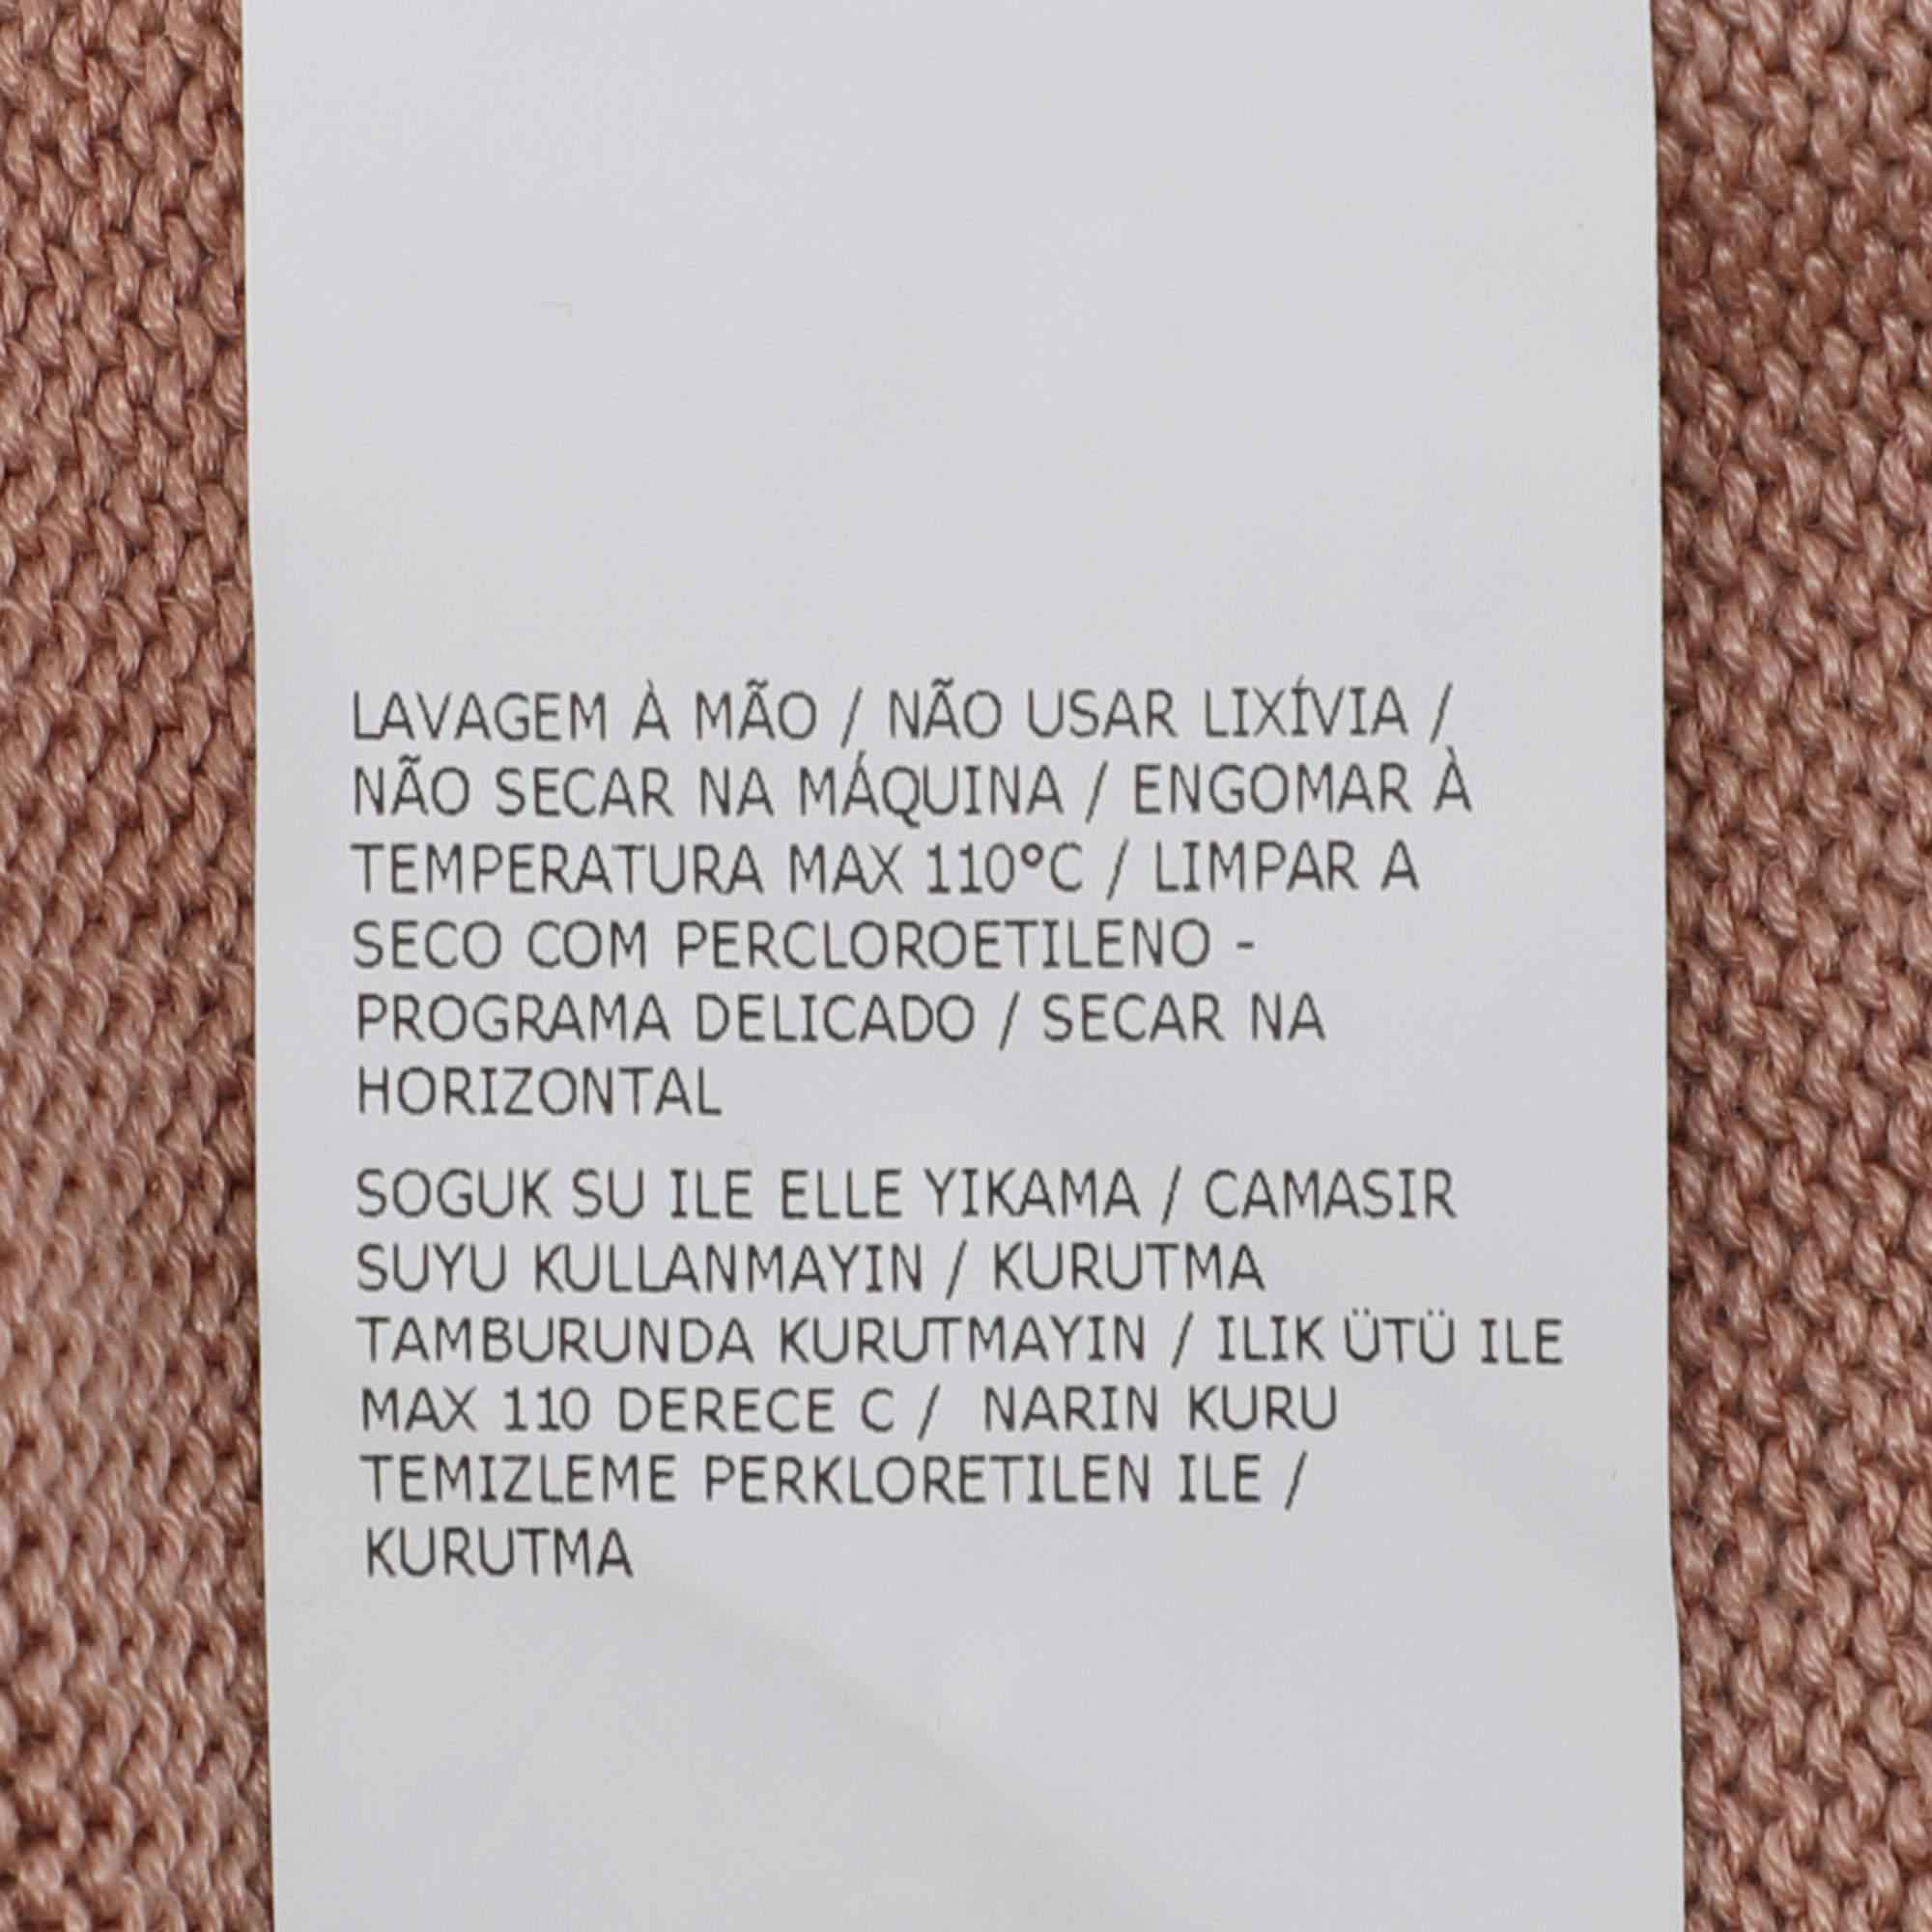 LAVAGEM À MÃO / NÃO USAR LIXÍVIA /
NÃO SECAR NA MÁQUINA / ENGOMAR À
TEMPERATURA MAX 110°C / LIMPAR A
SECO COM PERCLOROETILENO -
PROGRAMA DELICADO / SECAR NA
HORIZONTAL
SOGUK SU ILE ELLE YIKAMA / CAMASIR
SUYU KULLANMAYIN / KURUTMA
TAMBURUNDA KURUTMAYIN / ILIK ÜTÜ ILE
MAX 110 DERECE C / NARIN KURU
TEMIZLEME PERKLORETILEN ILE /
KURUTMA